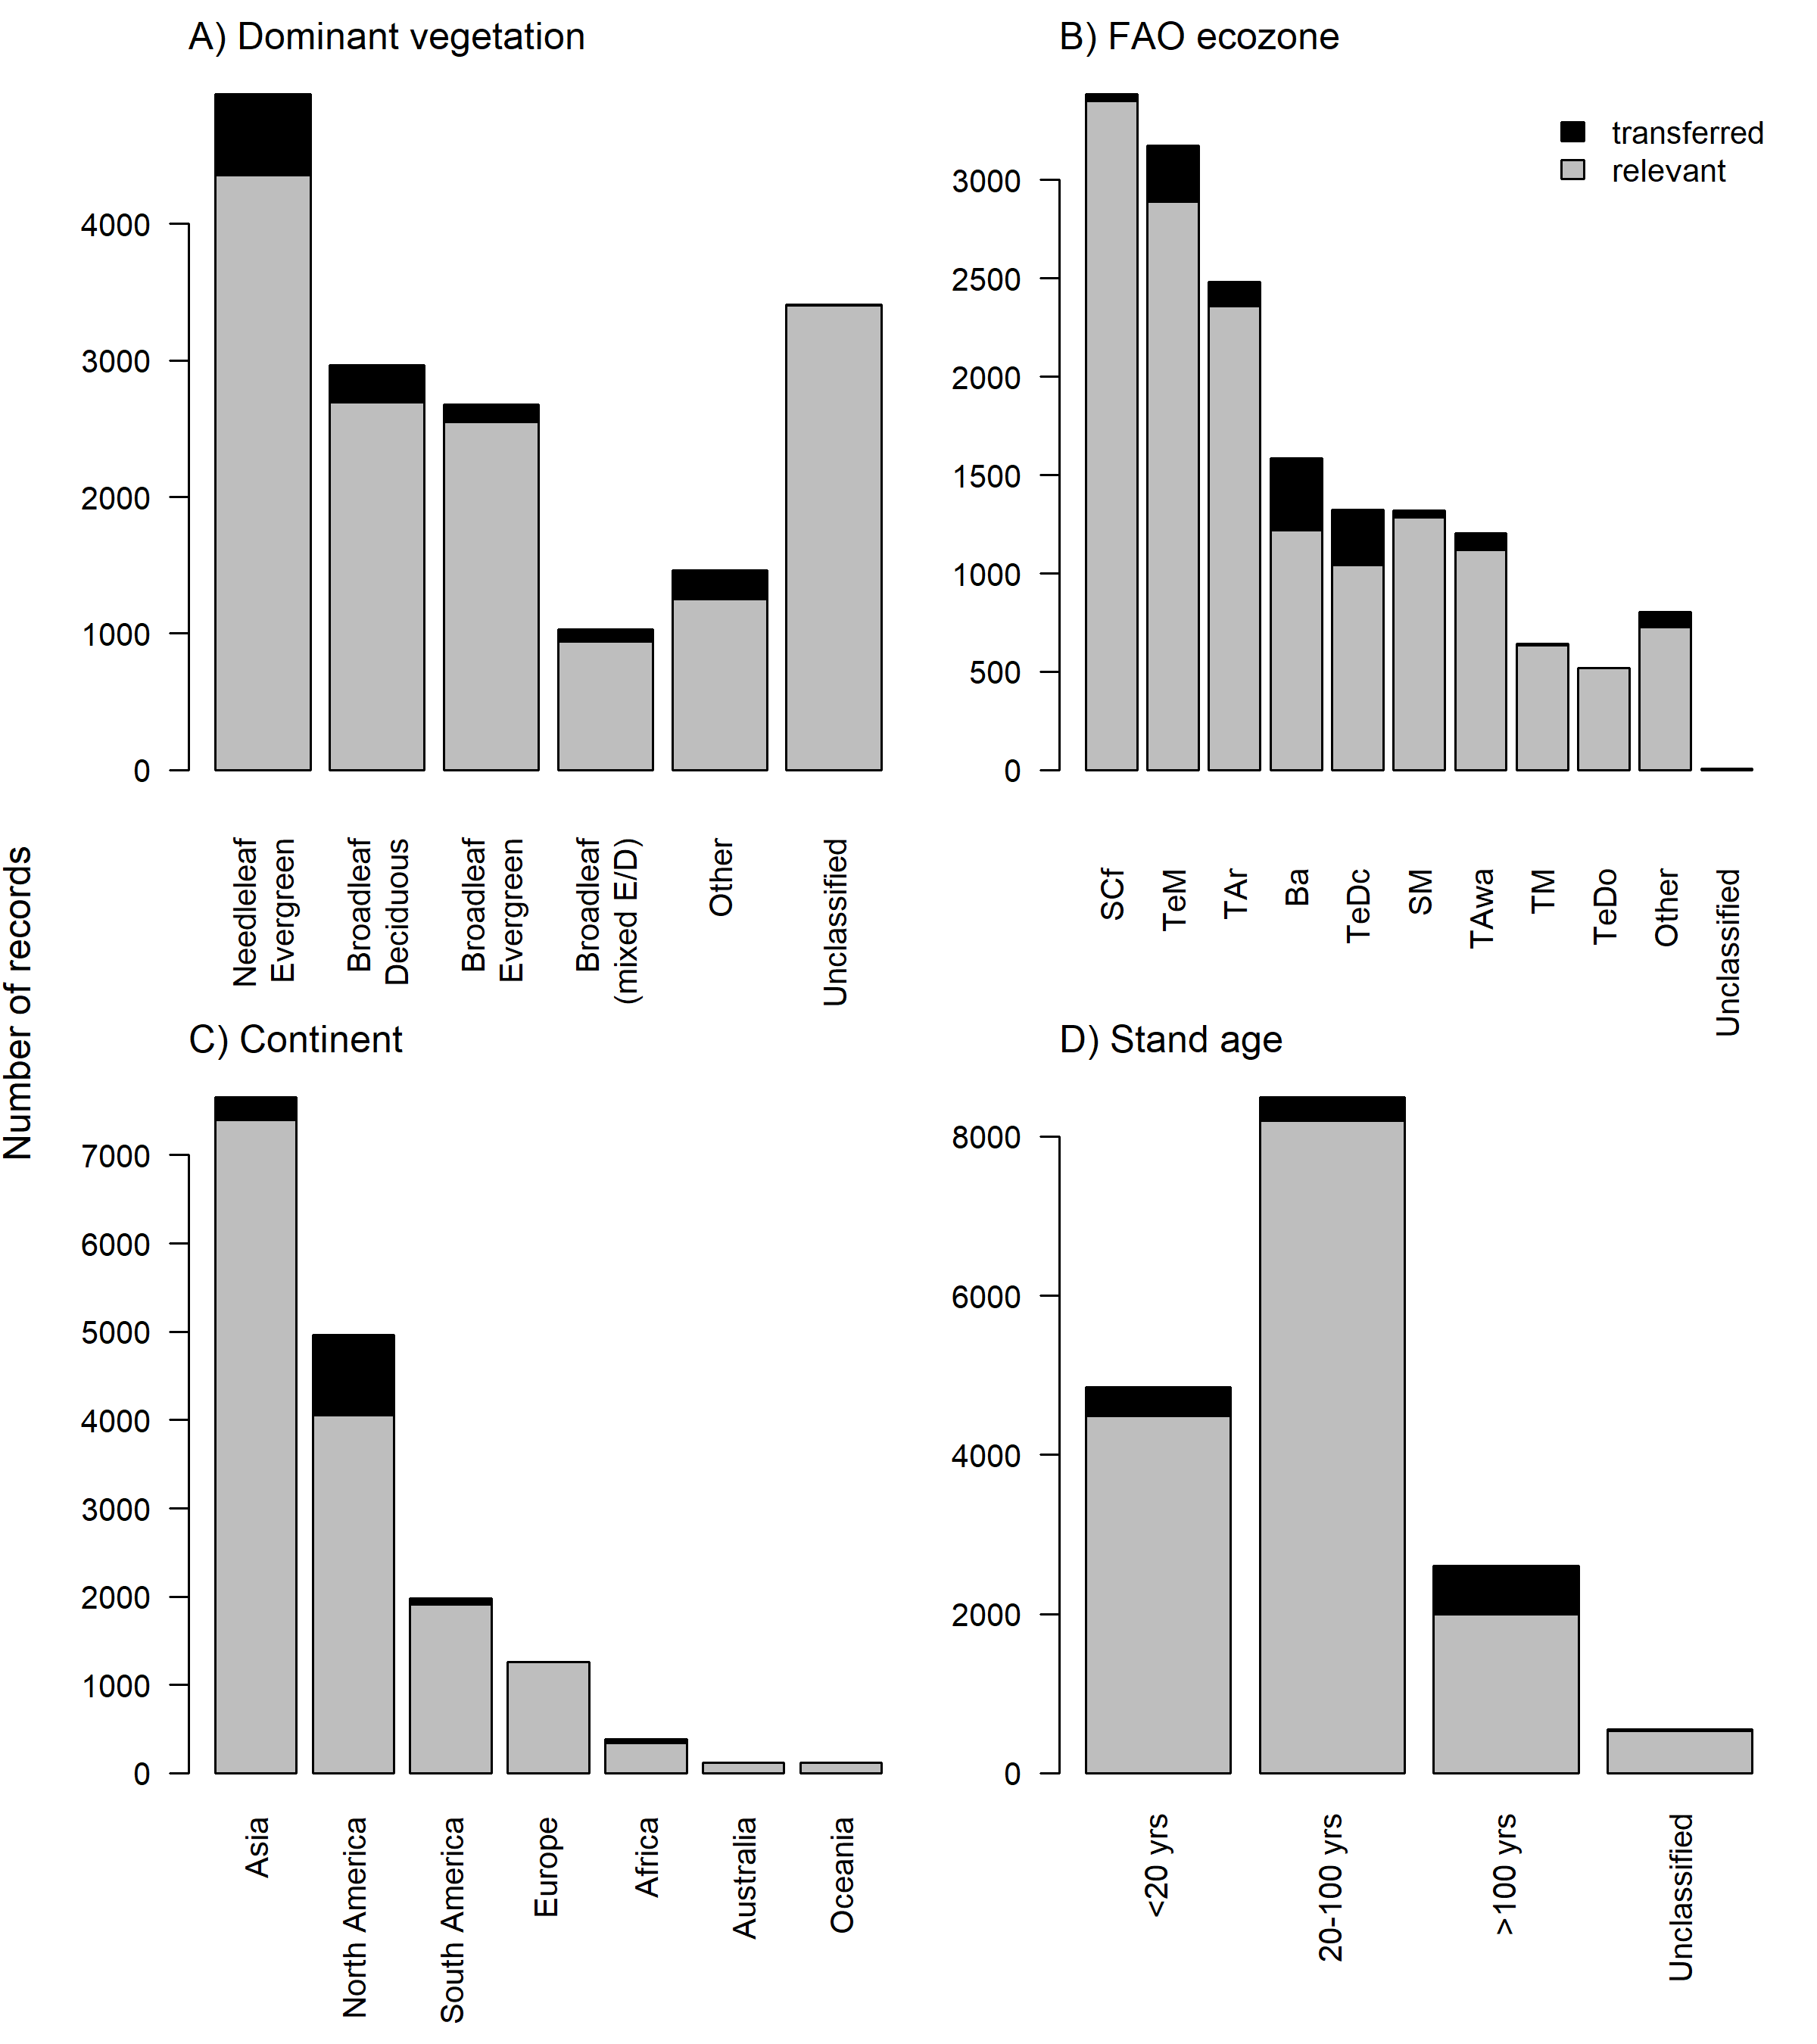 A) Dominant vegetation
4000
3000
2000
1000
0
Needleleaf
Evergreen
Broadleaf
Deciduous
Broadleaf
Evergreen
Broadleaf
(mixed E/D)
Other
Unclassified
B) FAO ecozone
transferred
relevant
3000
2500
2000
1500
1000
500
0
SCf
TeM
TAr
Ba
TeDc
SM
TAwa
TM
TeDo
Other
Unclassified
Number of records
C) Continent
7000
6000
5000
4000
3000
2000
1000
0
Asia
North America
South America
Europe
Africa
Australia
Oceania
D) Stand age
8000
6000
4000
2000
0
<20 yrs
20-100 yrs
>100 yrs
Unclassified